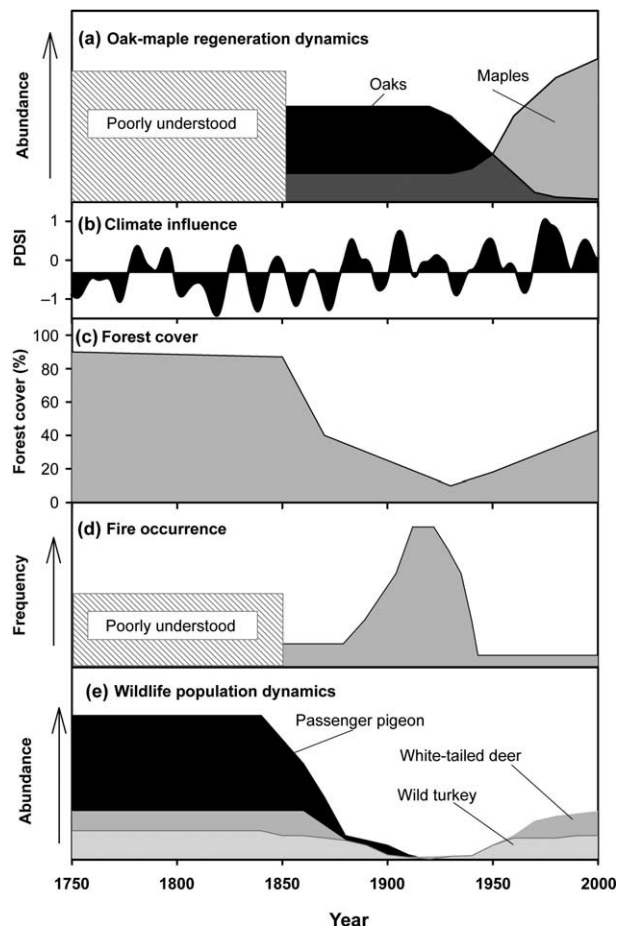 (a) Oak-maple regeneration dynamics
Abundance
Oaks
Maples
Poorly understood
(b) Climate influence
PDSI
1
0
–1
(c) Forest cover
Forest cover (%)
100
80
60
40
20
0
(d) Fire occurrence
Frequency
Poorly understood
(e) Wildlife population dynamics
Abundance
Passenger pigeon
White-tailed deer
Wild turkey
1750 1800 1850 1900 1950 2000
Year